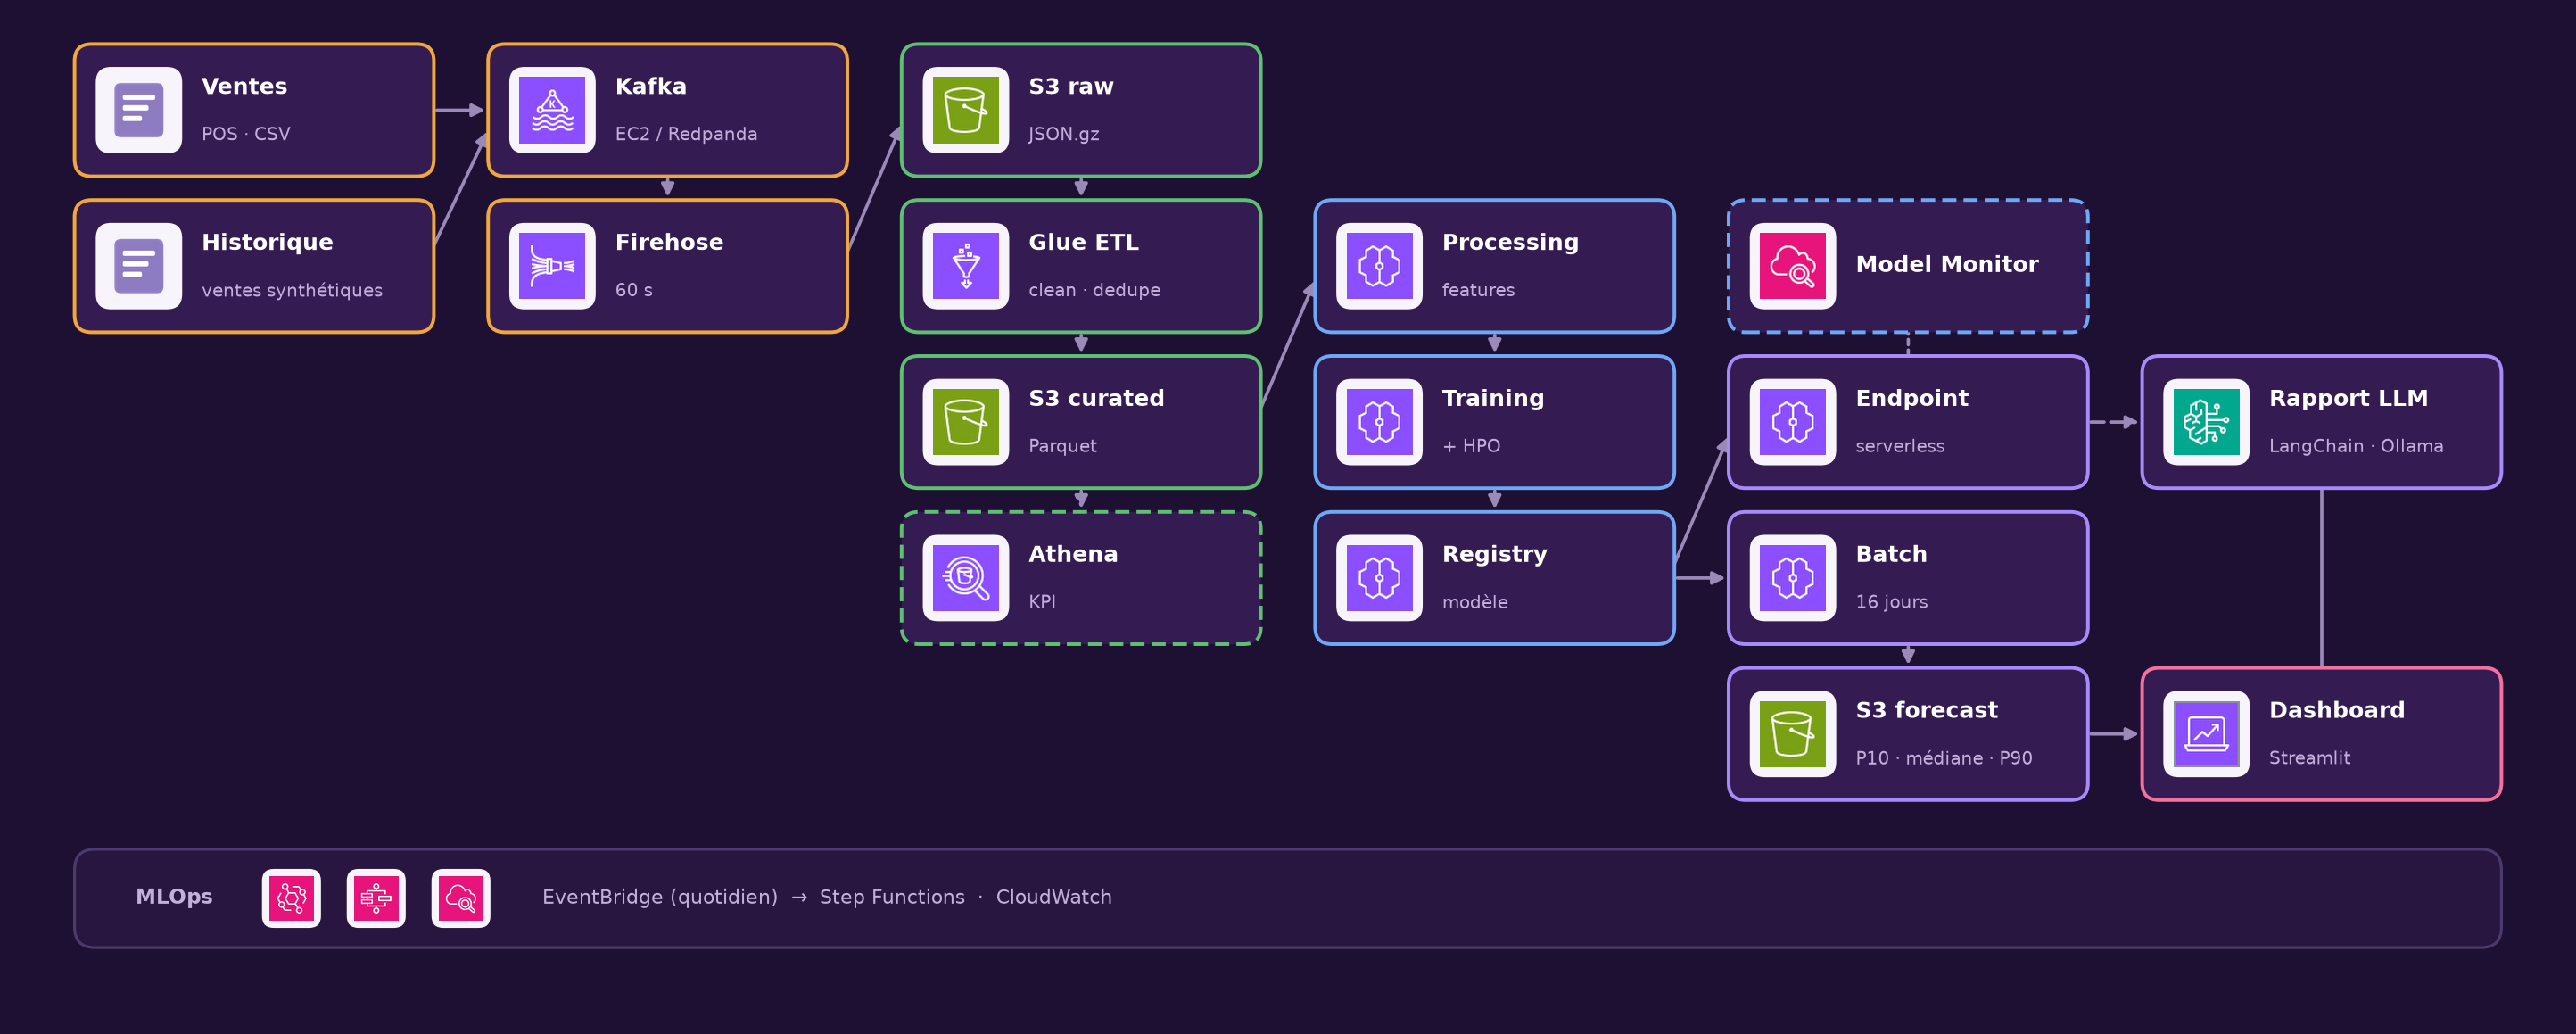 Ventes
POS · CSV
Historique
ventes synthétiques
Kafka
EC2 / Redpanda
Firehose
60 s
S3 raw
JSON.gz
Glue ETL
clean · dedupe
S3 curated
Parquet
Athena
KPI
Processing
features
Training
+ HPO
Registry
modèle
Model Monitor
Endpoint
serverless
Batch
16 jours
S3 forecast
P10 · médiane · P90
Rapport LLM
LangChain · Ollama
Dashboard
Streamlit
MLOps
EventBridge (quotidien) → Step Functions · CloudWatch